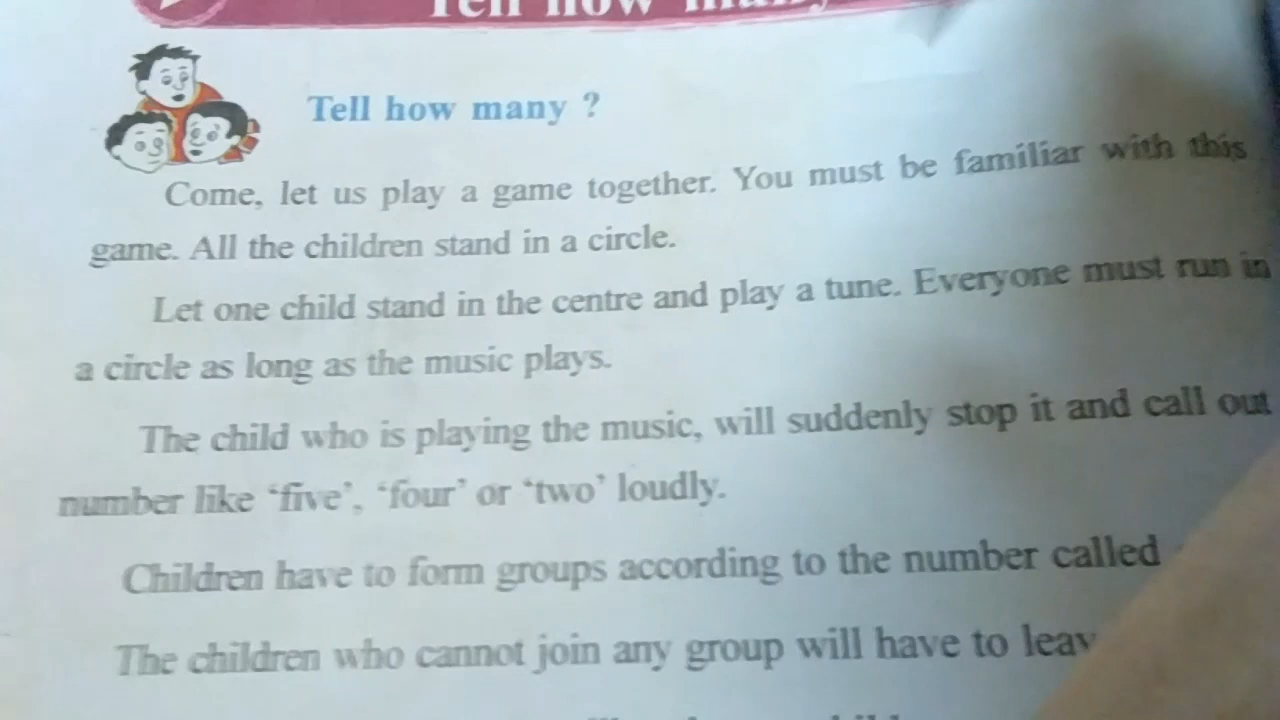 Tell how many
Tell how many ?
Come, let us play a game together. You must be familiar with this
game. All the children stand in a circle.
Let one child stand in the centre and play a tune. Everyone must run in
a circle as long as the music plays.
The child who is playing the music, will suddenly stop it and call out
number like ‘five’, ‘four’ or ‘two’ loudly.
Children have to form groups according to the number called
The children who cannot join any group will have to